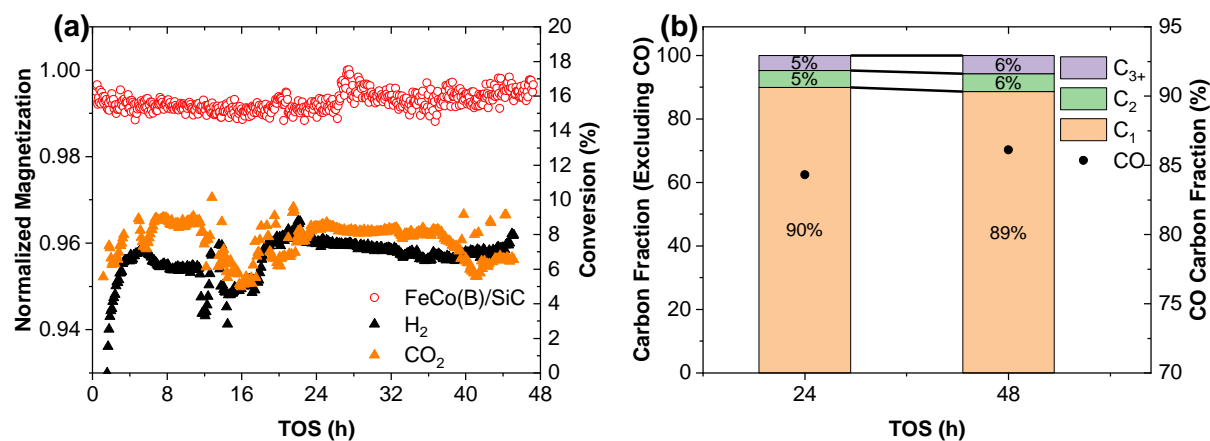 (a)
Normalized Magnetization
1.00
0.98
0.96
0.94
20
18
16
14
12
10
8
6
4
2
0
Conversion (%)
FeCo(B)/SiC
H₂
CO₂
0 8 16 24 32 40 48
TOS (h)
(b)
Carbon Fraction (Excluding CO)
100
80
60
40
20
0
5%
5%
90%
6%
6%
89%
C₃₊
C₂
C₁
CO
95
90
85
80
75
70
CO Carbon Fraction (%)
24 48
TOS (h)